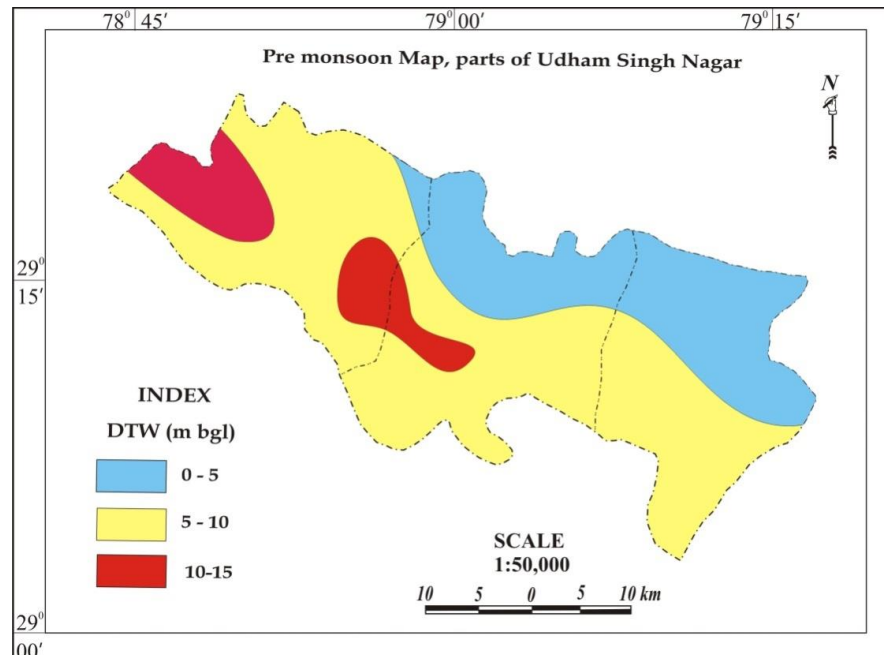 78° 45′ 79° 00′ 79° 15′
Pre monsoon Map, parts of Udham Singh Nagar
N
29°
15′
INDEX
DTW (m bgl)
0 - 5
5 - 10
10-15
SCALE
1:50,000
10 5 0 5 10 km
29°
00′